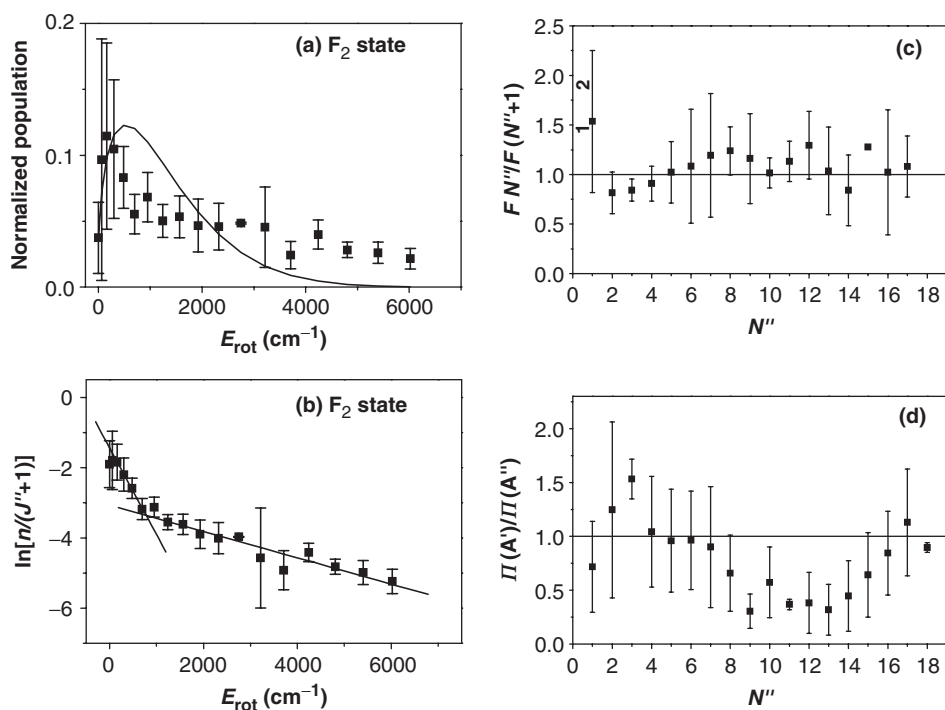 (a) F₂ state
Normalized population
0.2
0.1
0.0
0 2000 4000 6000
E_rot (cm⁻¹)
(b) F₂ state
ln[n/(J''+1)]
0
−2
−4
−6
0 2000 4000 6000
E_rot (cm⁻¹)
(c)
F N''/F (N''+1)
1 2
2.5
2.0
1.5
1.0
0.5
0.0
0 2 4 6 8 10 12 14 16 18
N''
(d)
Π(A')/Π(A'')
2.0
1.5
1.0
0.5
0.0
0 2 4 6 8 10 12 14 16 18
N''